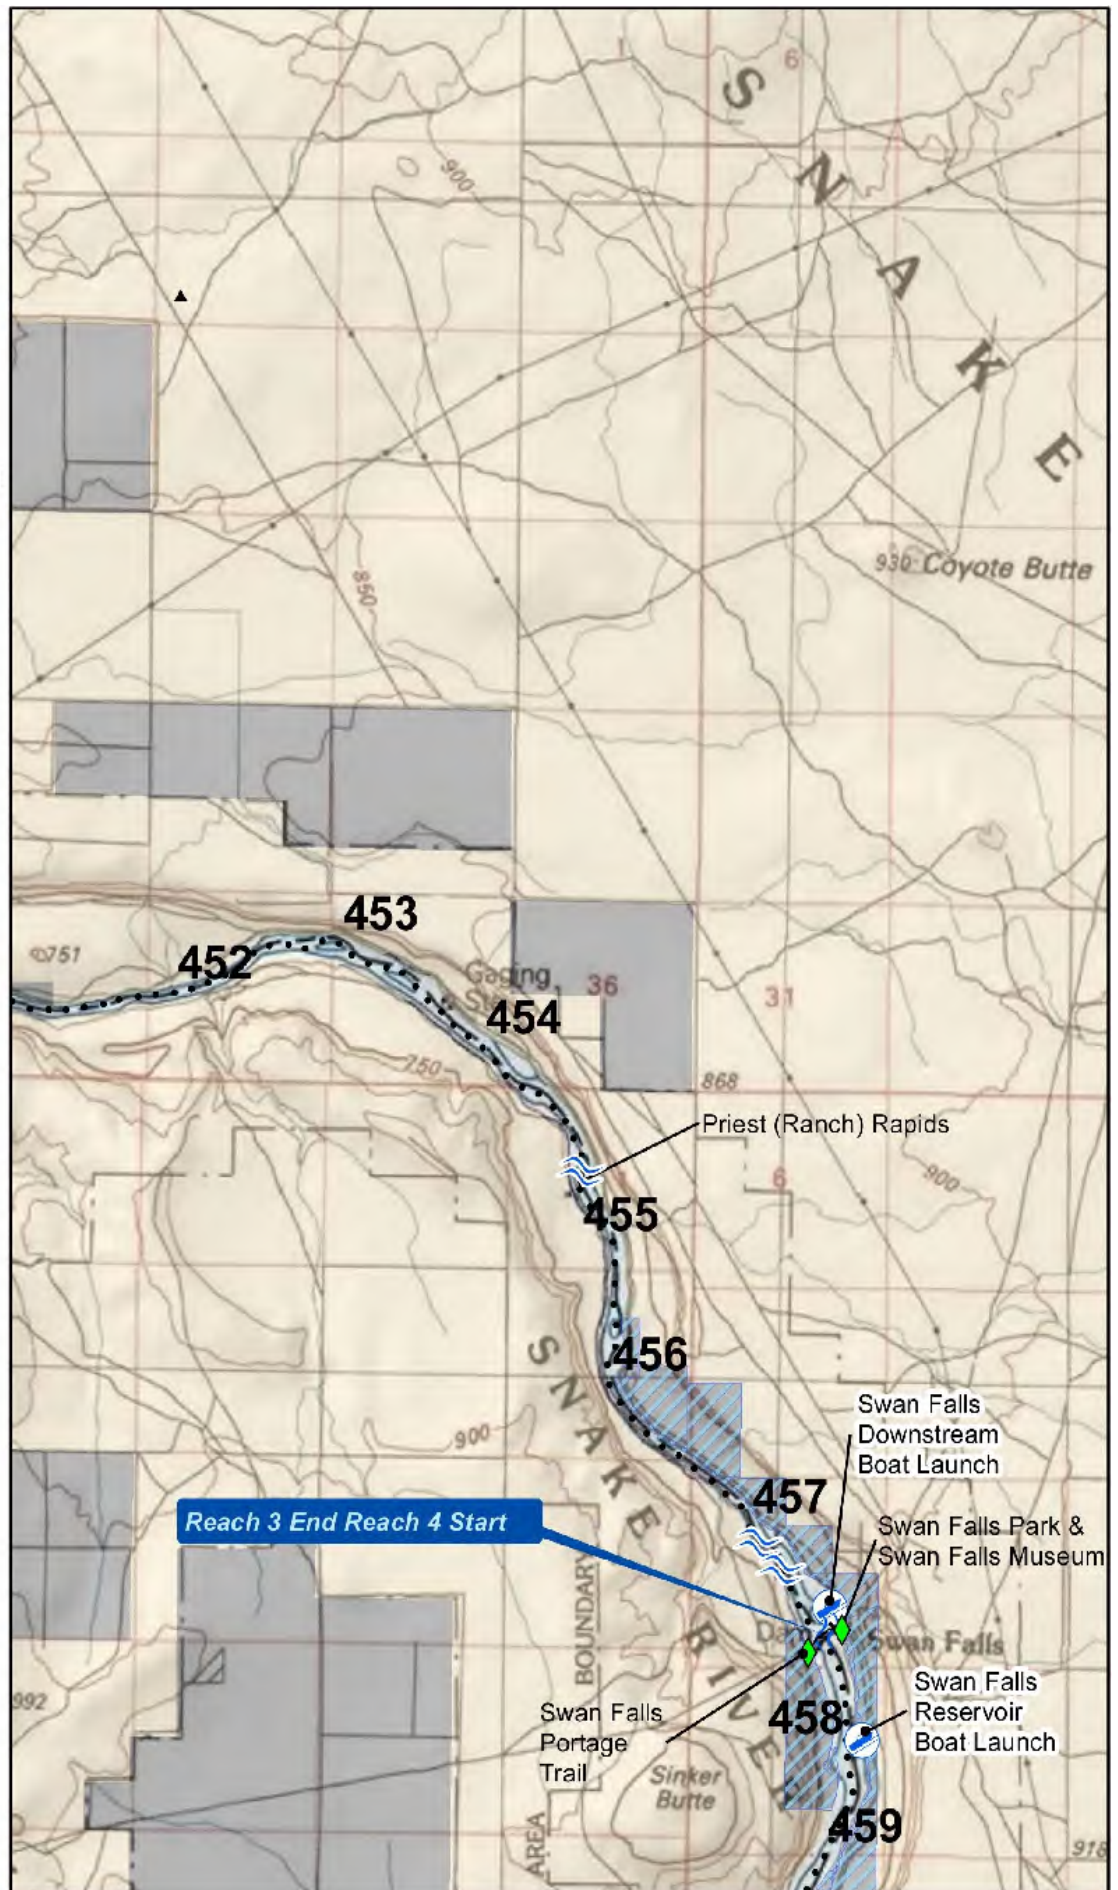 6
S
N
A
K
E
900
930 Coyote Butte
850
453
751
452
Gaging
36
31
454
750
868
Priest (Ranch) Rapids
6
900
455
456
S
N
A
K
E
R
I
V
E
R
900
Swan Falls
Downstream
Boat Launch
457
Reach 3 End Reach 4 Start
Swan Falls Park &
Swan Falls Museum
BOUNDARY
Dam
Swan Falls
992
Swan Falls
Portage
Trail
458
Swan Falls
Reservoir
Boat Launch
Sinker
Butte
AREA
459
918